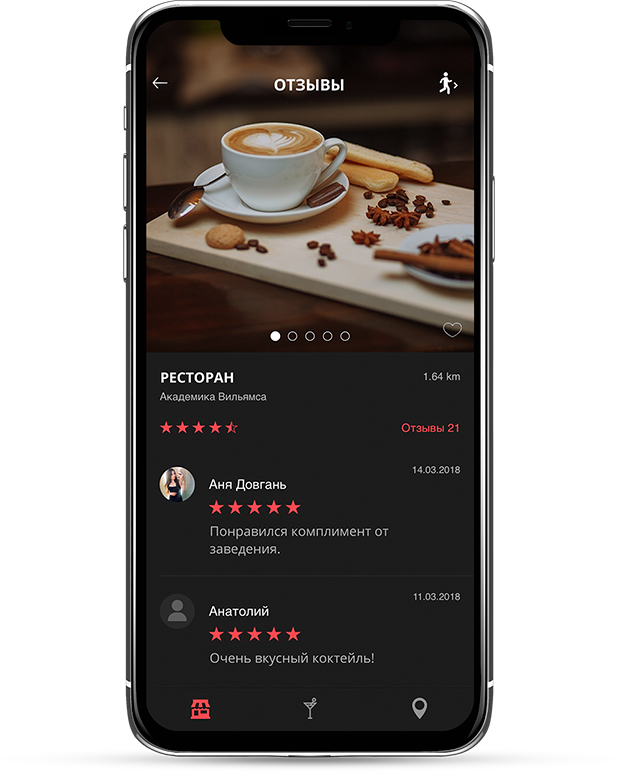 ОТЗЫВЫ
РЕСТОРАН
1.64 km
Академика Вильямса
Отзывы 21
14.03.2018
Аня Довгань
Понравился комплимент от
заведения.
11.03.2018
Анатолий
Очень вкусный коктейль!